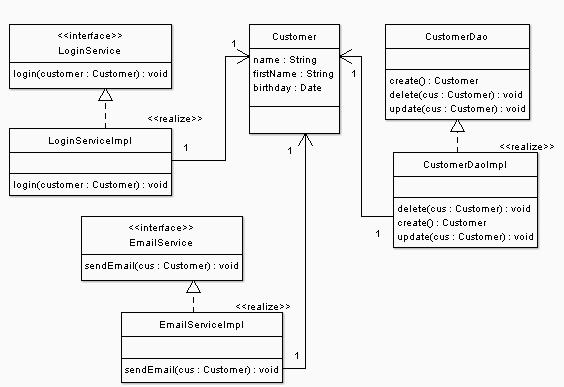 <<interface>>
LoginService
login(customer : Customer) : void
<<realize>>
LoginServiceImpl
login(customer : Customer) : void
1
1
Customer
name : String
firstName : String
birthday : Date
1
1
CustomerDao
create() : Customer
delete(cus : Customer) : void
update(cus : Customer) : void
<<realize>>
CustomerDaoImpl
delete(cus : Customer) : void
create() : Customer
update(cus : Customer) : void
1
<<interface>>
EmailService
sendEmail(cus : Customer) : void
<<realize>>
EmailServiceImpl
sendEmail(cus : Customer) : void
1